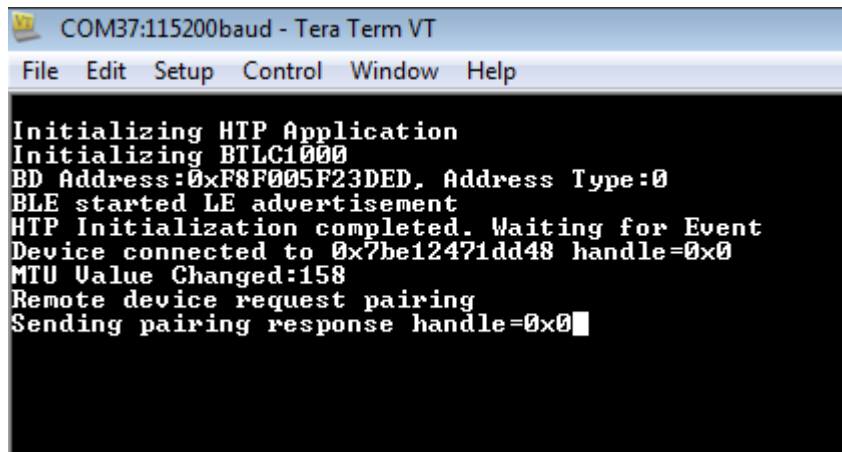 COM37:115200baud - Tera Term VT
File Edit Setup Control Window Help
Initializing HTP Application
Initializing BTLC1000
BD Address:0xF8F005F23DED, Address Type:0
BLE started LE advertisement
HTP Initialization completed. Waiting for Event
Device connected to 0x7be12471dd48 handle=0x0
MTU Value Changed:158
Remote device request pairing
Sending pairing response handle=0x0